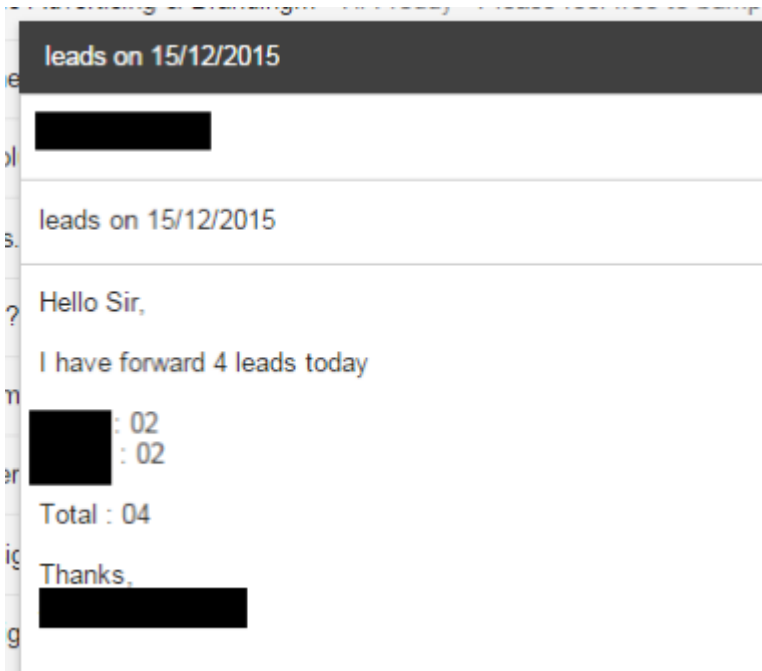 leads on 15/12/2015
leads on 15/12/2015
Hello Sir,
I have forward 4 leads today
: 02
: 02
Total : 04
Thanks,